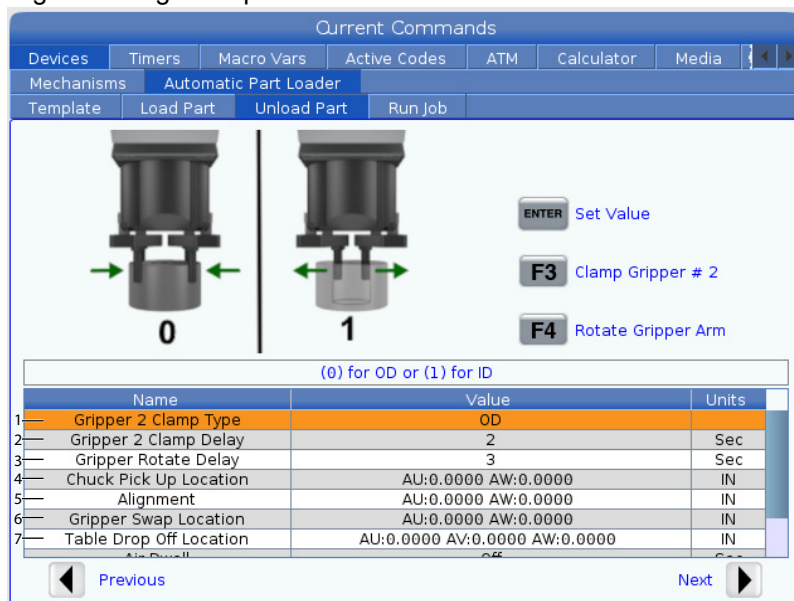 Current Commands
Devices Timers Macro Vars Active Codes ATM Calculator Media
Mechanisms Automatic Part Loader
Template Load Part Unload Part Run Job
ENTER Set Value
F3 Clamp Gripper # 2
F4 Rotate Gripper Arm
0 1
(0) for OD or (1) for ID
Name Value Units
1 Gripper 2 Clamp Type OD
2 Gripper 2 Clamp Delay 2 Sec
3 Gripper Rotate Delay 3 Sec
4 Chuck Pick Up Location AU:0.0000 AW:0.0000 IN
5 Alignment AU:0.0000 AW:0.0000 IN
6 Gripper Swap Location AU:0.0000 AW:0.0000 IN
7 Table Drop Off Location AU:0.0000 AV:0.0000 AW:0.0000 IN
Previous Next